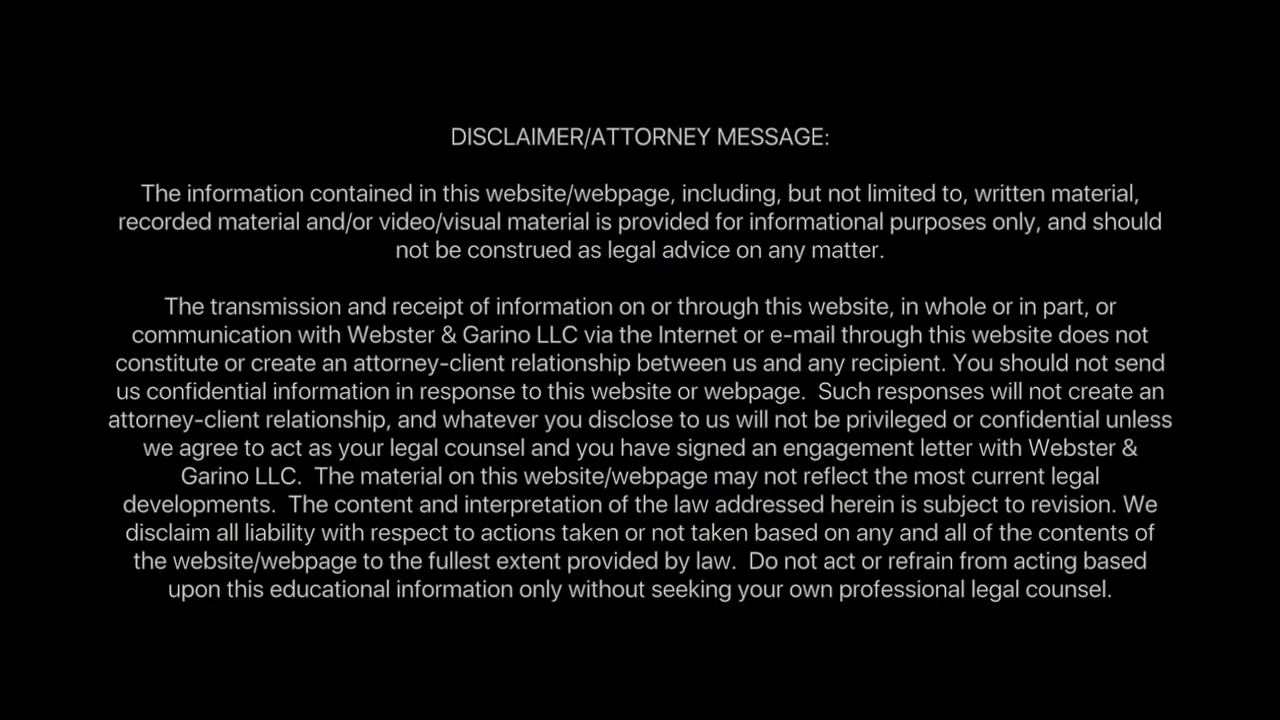 DISCLAIMER/ATTORNEY MESSAGE:
The information contained in this website/webpage, including, but not limited to, written material,
recorded material and/or video/visual material is provided for informational purposes only, and should
not be construed as legal advice on any matter.
The transmission and receipt of information on or through this website, in whole or in part, or
communication with Webster & Garino LLC via the Internet or e-mail through this website does not
constitute or create an attorney-client relationship between us and any recipient. You should not send
us confidential information in response to this website or webpage.  Such responses will not create an
attorney-client relationship, and whatever you disclose to us will not be privileged or confidential unless
we agree to act as your legal counsel and you have signed an engagement letter with Webster &
Garino LLC.  The material on this website/webpage may not reflect the most current legal
developments.  The content and interpretation of the law addressed herein is subject to revision. We
disclaim all liability with respect to actions taken or not taken based on any and all of the contents of
the website/webpage to the fullest extent provided by law.  Do not act or refrain from acting based
upon this educational information only without seeking your own professional legal counsel.